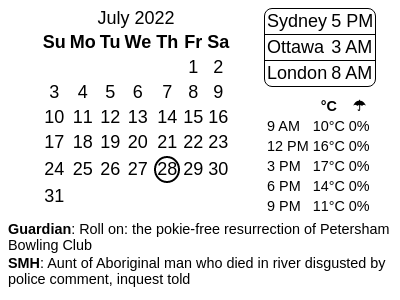 July 2022
Su Mo Tu We Th Fr Sa
1 2
3 4 5 6 7 8 9
10 11 12 13 14 15 16
17 18 19 20 21 22 23
24 25 26 27 28 29 30
31
Sydney 5 PM
Ottawa 3 AM
London 8 AM
°C ☂
9 AM 10°C 0%
12 PM 16°C 0%
3 PM 17°C 0%
6 PM 14°C 0%
9 PM 11°C 0%
Guardian: Roll on: the pokie-free resurrection of Petersham
Bowling Club
SMH: Aunt of Aboriginal man who died in river disgusted by
police comment, inquest told